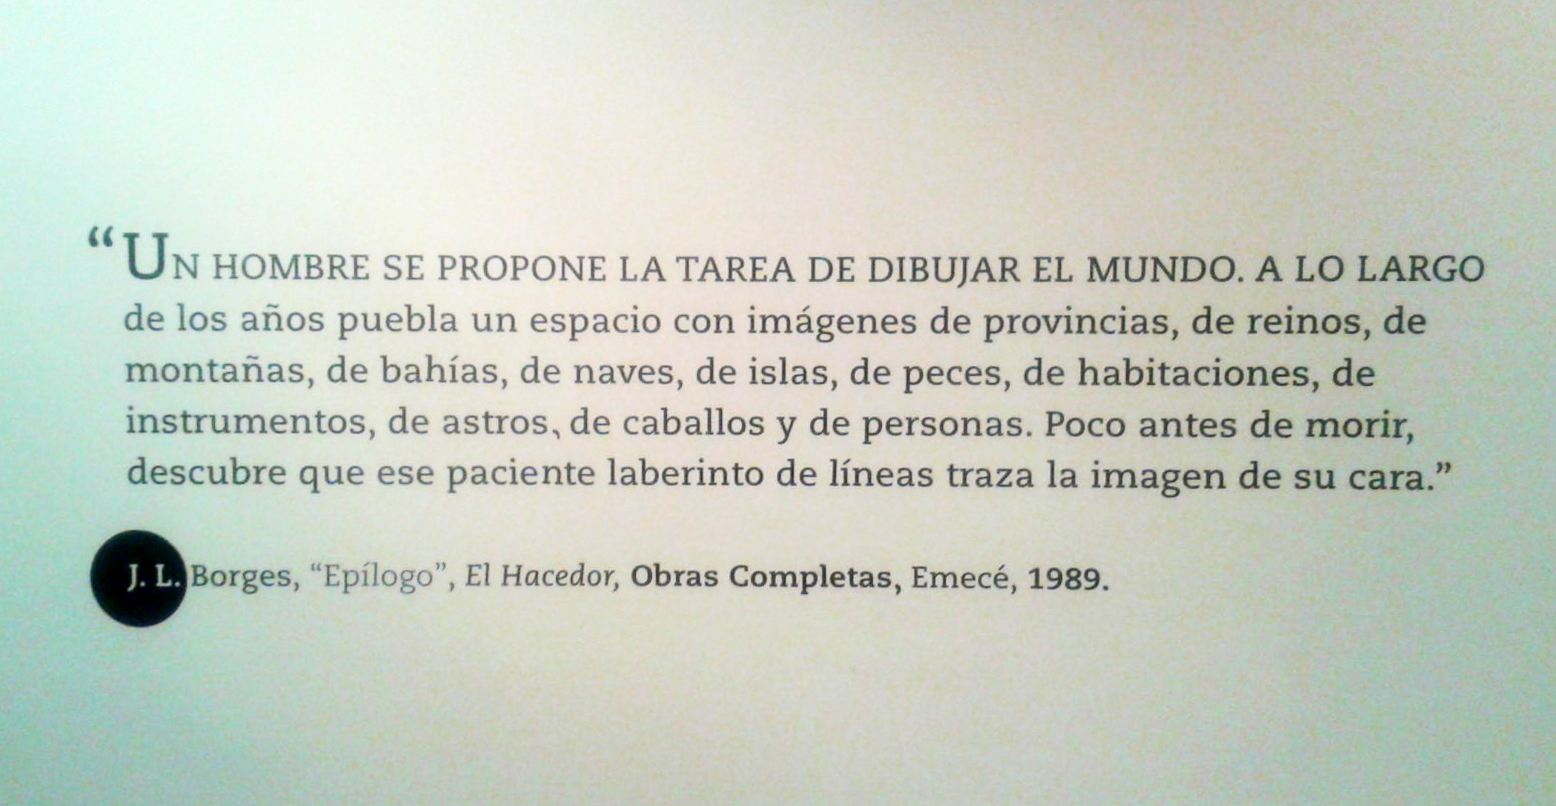 “UN HOMBRE SE PROPONE LA TAREA DE DIBUJAR EL MUNDO. A LO LARGO
de los años puebla un espacio con imágenes de provincias, de reinos, de
montañas, de bahías, de naves, de islas, de peces, de habitaciones, de
instrumentos, de astros, de caballos y de personas. Poco antes de morir,
descubre que ese paciente laberinto de líneas traza la imagen de su cara.”
J. L. Borges, “Epílogo”, El Hacedor, Obras Completas, Emecé, 1989.